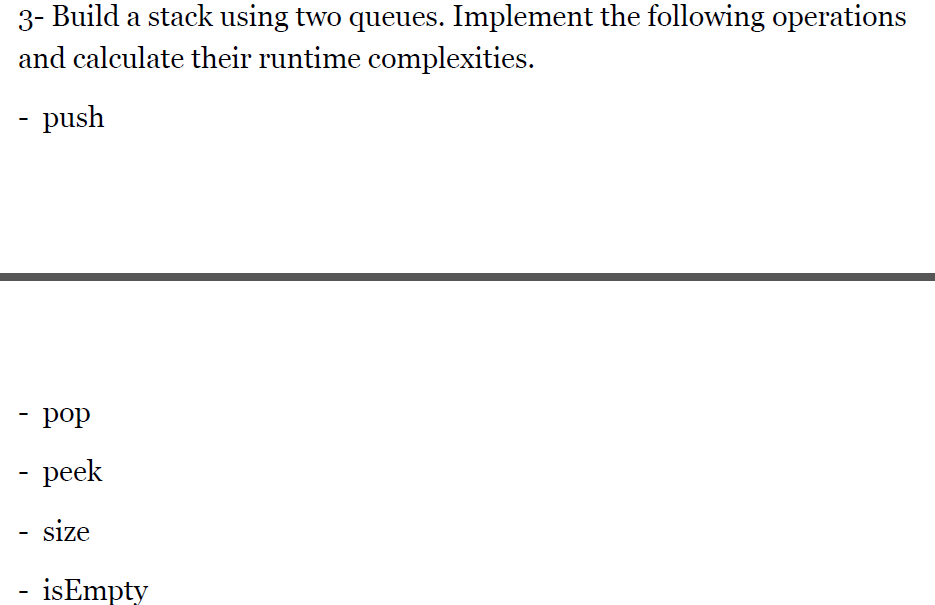 3- Build a stack using two queues. Implement the following operations
and calculate their runtime complexities.
- push
- pop
- peek
- size
- isEmpty